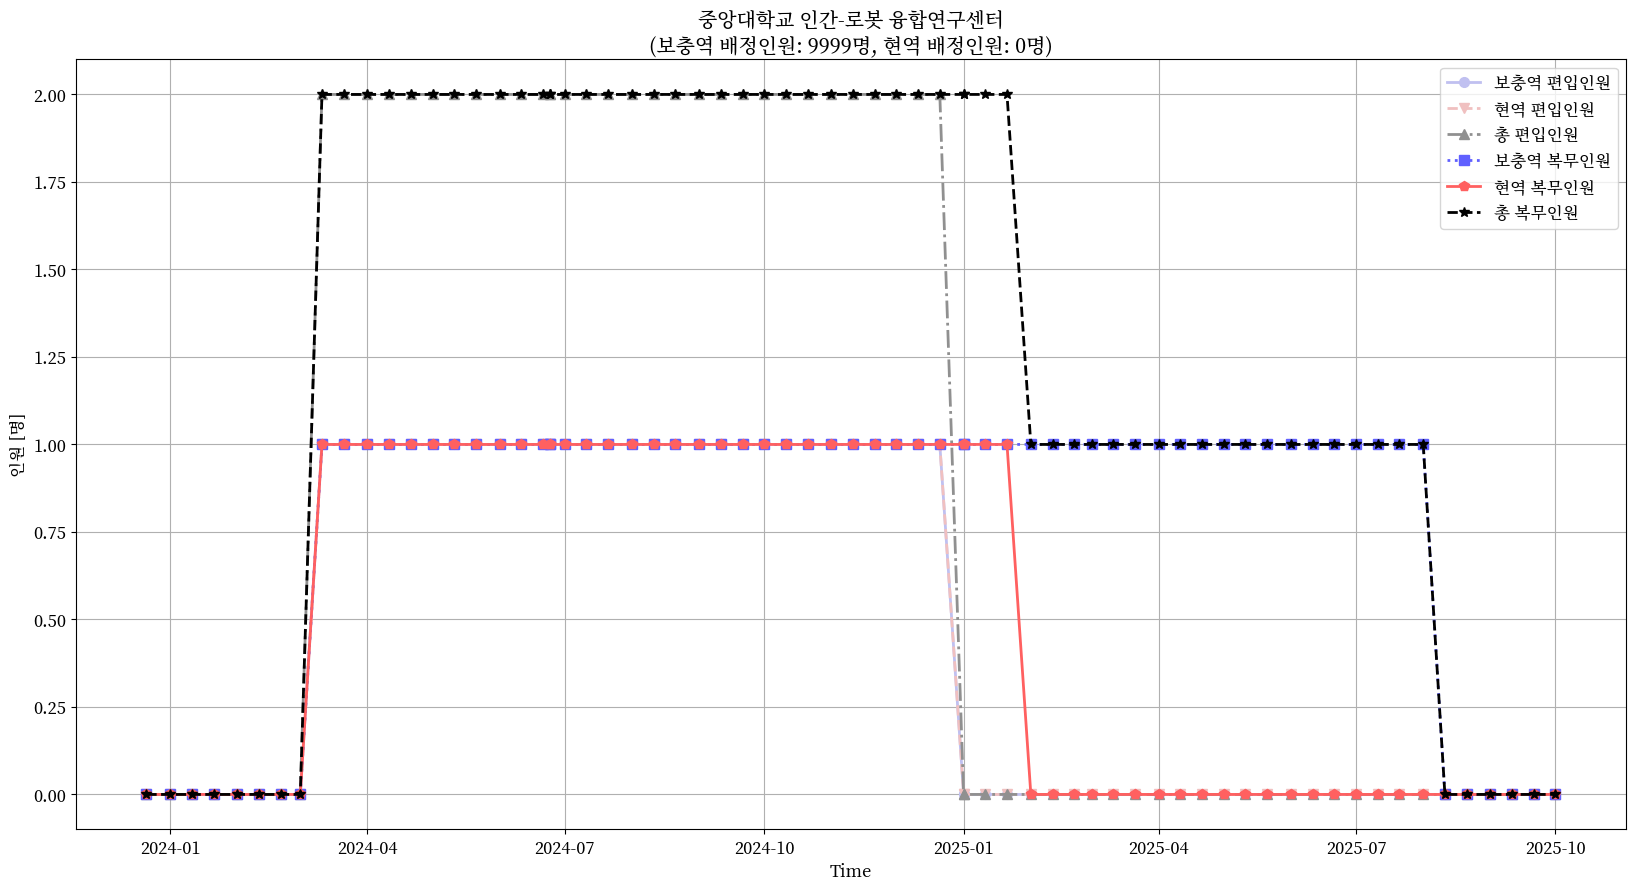 중앙대학교 인간-로봇 융합연구센터
(보충역 배정인원: 9999명, 현역 배정인원: 0명)
보충역 편입인원
현역 편입인원
총 편입인원
보충역 복무인원
현역 복무인원
총 복무인원
인원 [명]
2.00
1.75
1.50
1.25
1.00
0.75
0.50
0.25
0.00
2024-01
2024-04
2024-07
2024-10
2025-01
2025-04
2025-07
2025-10
Time